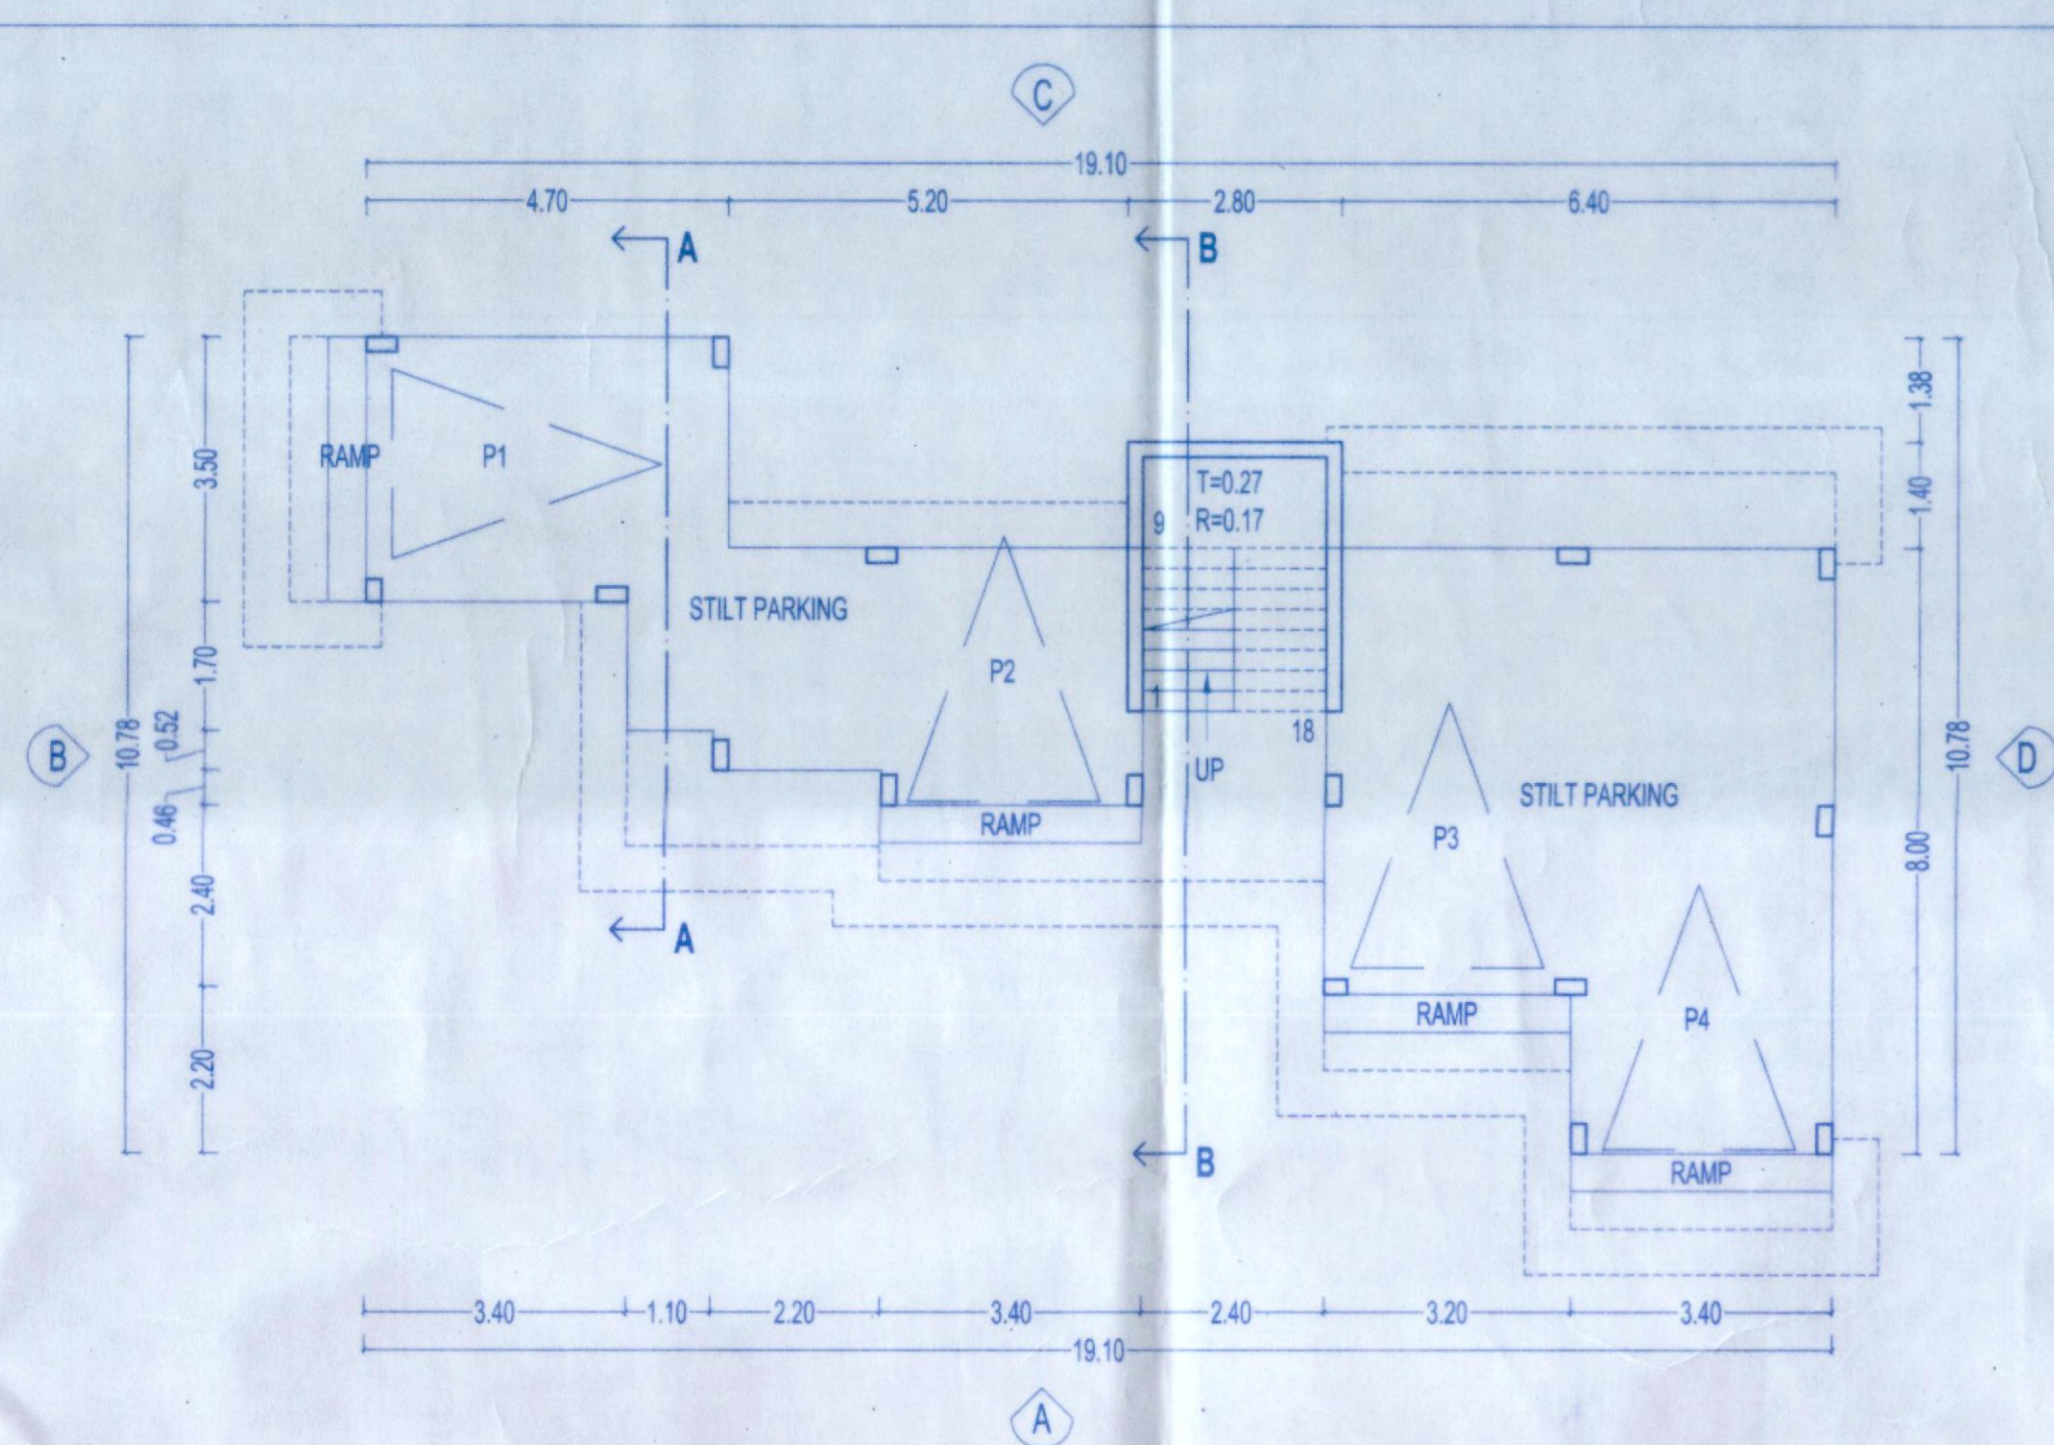 C
19.10
4.70 5.20 2.80 6.40
A B
1.38
RAMP P1
3.50
T=0.27
1.40
9 R=0.17
STILT PARKING
1.70
P2
1
18
0.52
10.78
10.78
B
UP
D
STILT PARKING
0.46
RAMP
P3
8.00
2.40
A
RAMP
P4
2.20
B
RAMP
3.40 1.10 2.20 3.40 2.40 3.20 3.40
19.10
A